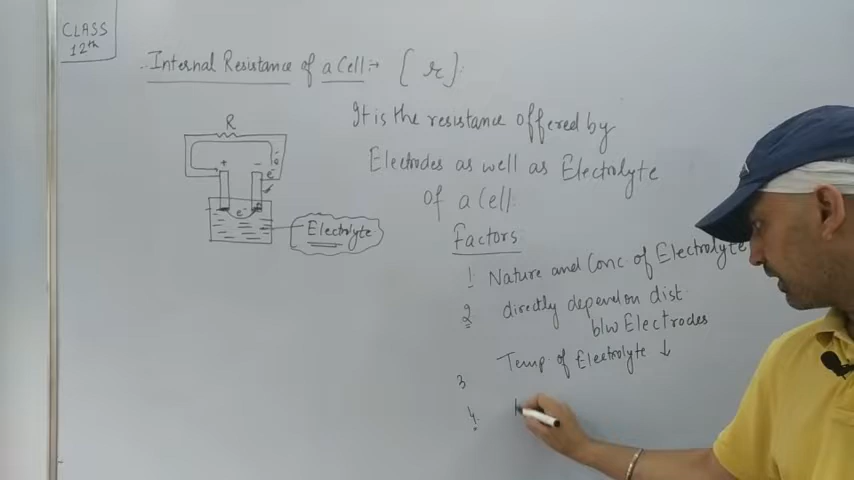 CLASS
12th
Internal Resistance of a Cell → [ r ]
It is the resistance offered by
Electrodes as well as Electrolyte
of a Cell
R
+ −
e⁻
e⁻
e⁻
Electrolyte
Factors
1 Nature and Conc of Electrolyte
2 directly depend on dist
b/w Electrodes
3 Temp. of Electrolyte ↓
4.